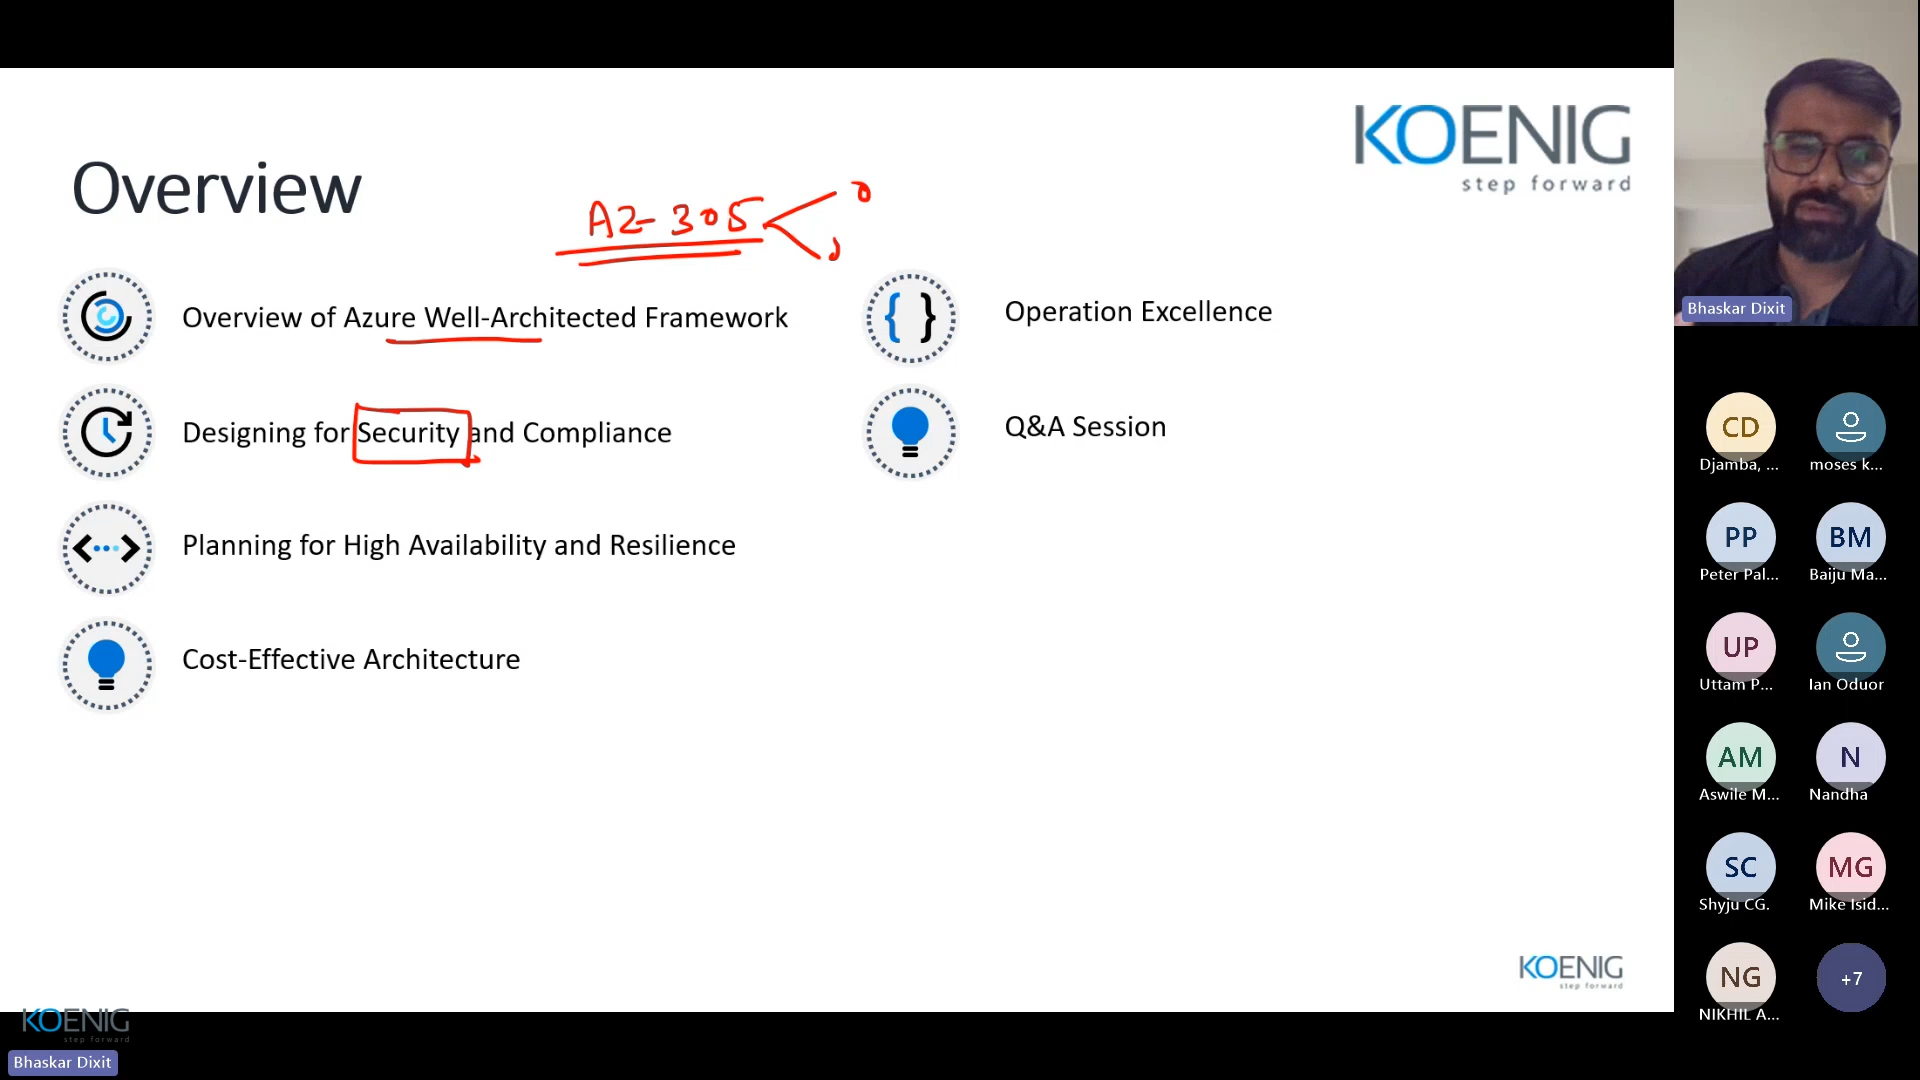 KOENIG
step forward
Overview
AZ-305
Overview of Azure Well-Architected Framework
Designing for Security and Compliance
Planning for High Availability and Resilience
Cost-Effective Architecture
{ }
Operation Excellence
Q&A Session
KOENIG
step forward
KOENIG
step forward
Bhaskar Dixit
Bhaskar Dixit
CD
Djamba, ...
moses k...
PP
Peter Pal...
BM
Baiju Ma...
UP
Uttam P...
Ian Oduor
AM
Aswile M...
N
Nandha
SC
Shyju CG.
MG
Mike Isid...
NG
NIKHIL A...
+7